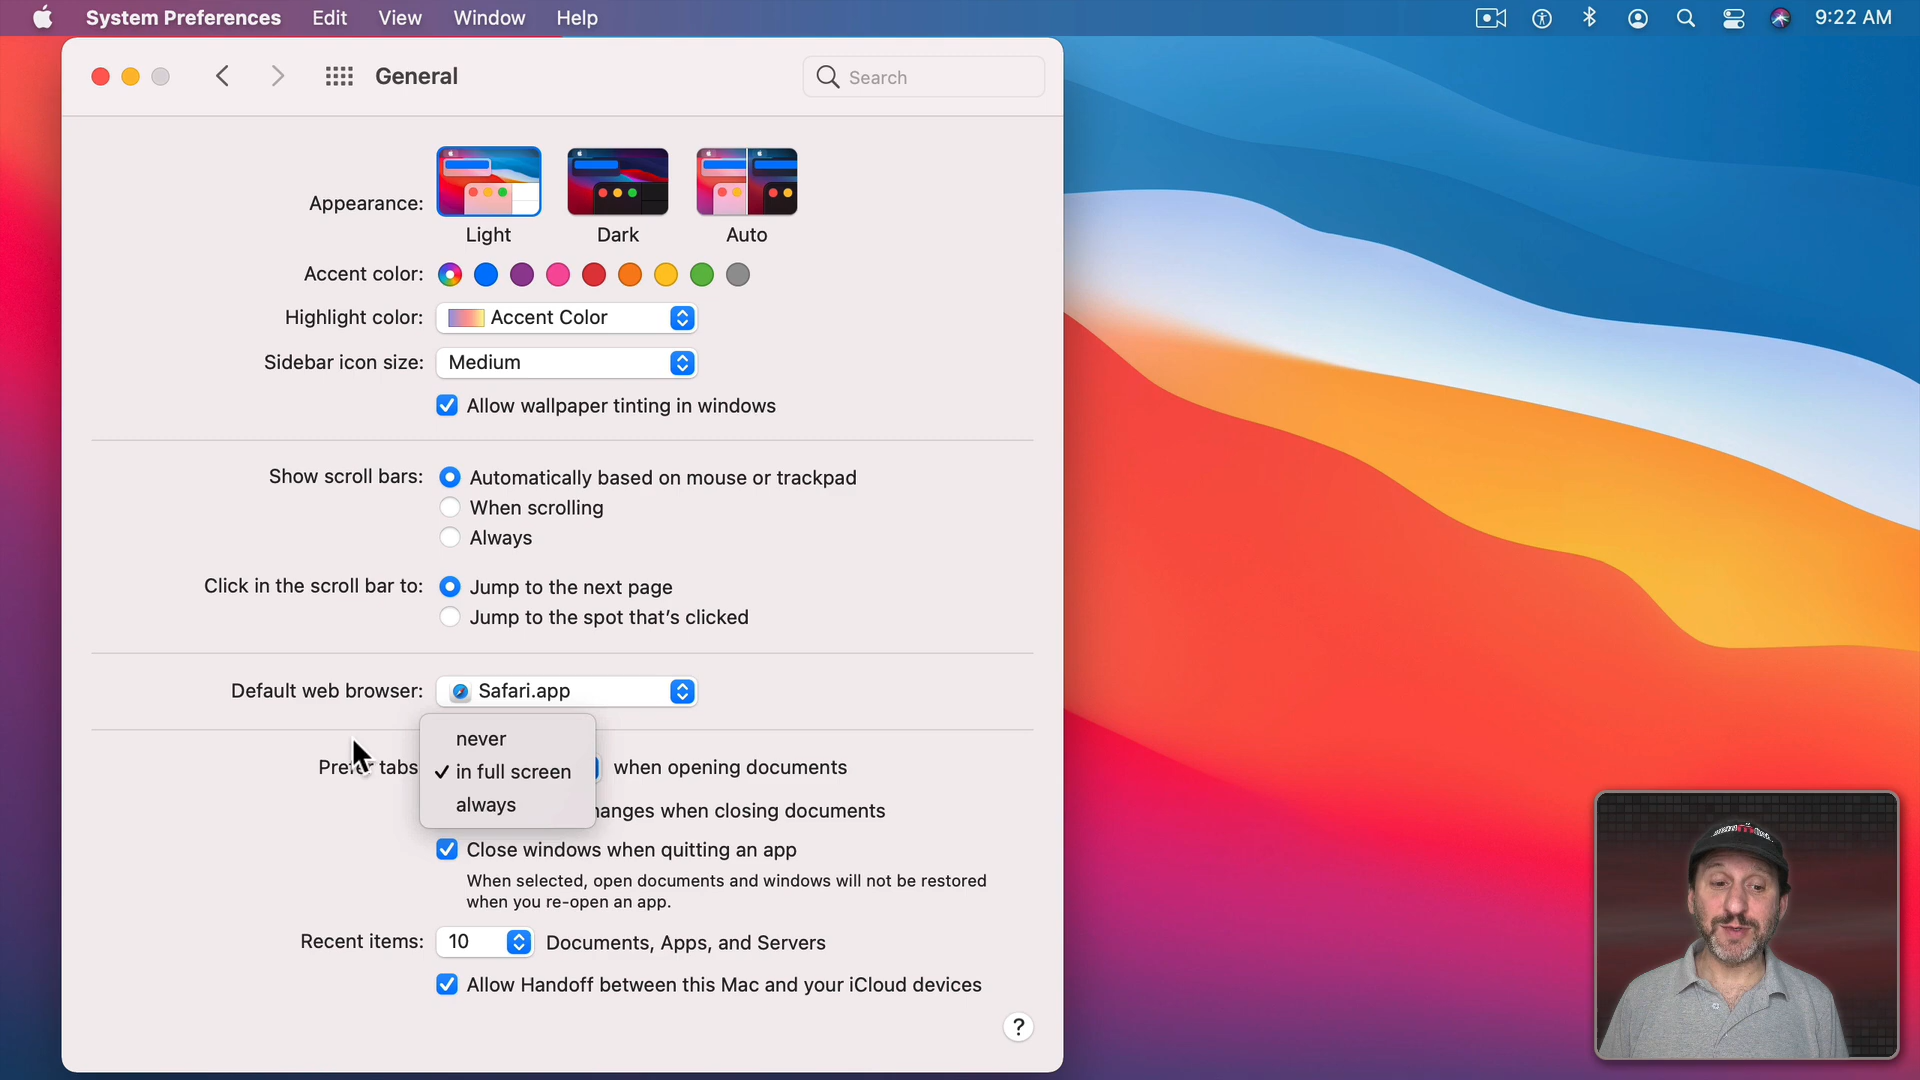 System Preferences Edit View Window Help 9:22 AM
General Search
Appearance:
Light Dark Auto
Accent color:
Highlight color: Accent Color
Sidebar icon size: Medium
Allow wallpaper tinting in windows
Show scroll bars: Automatically based on mouse or trackpad
When scrolling
Always
Click in the scroll bar to: Jump to the next page
Jump to the spot that's clicked
Default web browser: Safari.app
never
Prefer tabs in full screen when opening documents
always
hanges when closing documents
Close windows when quitting an app
When selected, open documents and windows will not be restored
when you re-open an app.
Recent items: 10 Documents, Apps, and Servers
Allow Handoff between this Mac and your iCloud devices
?